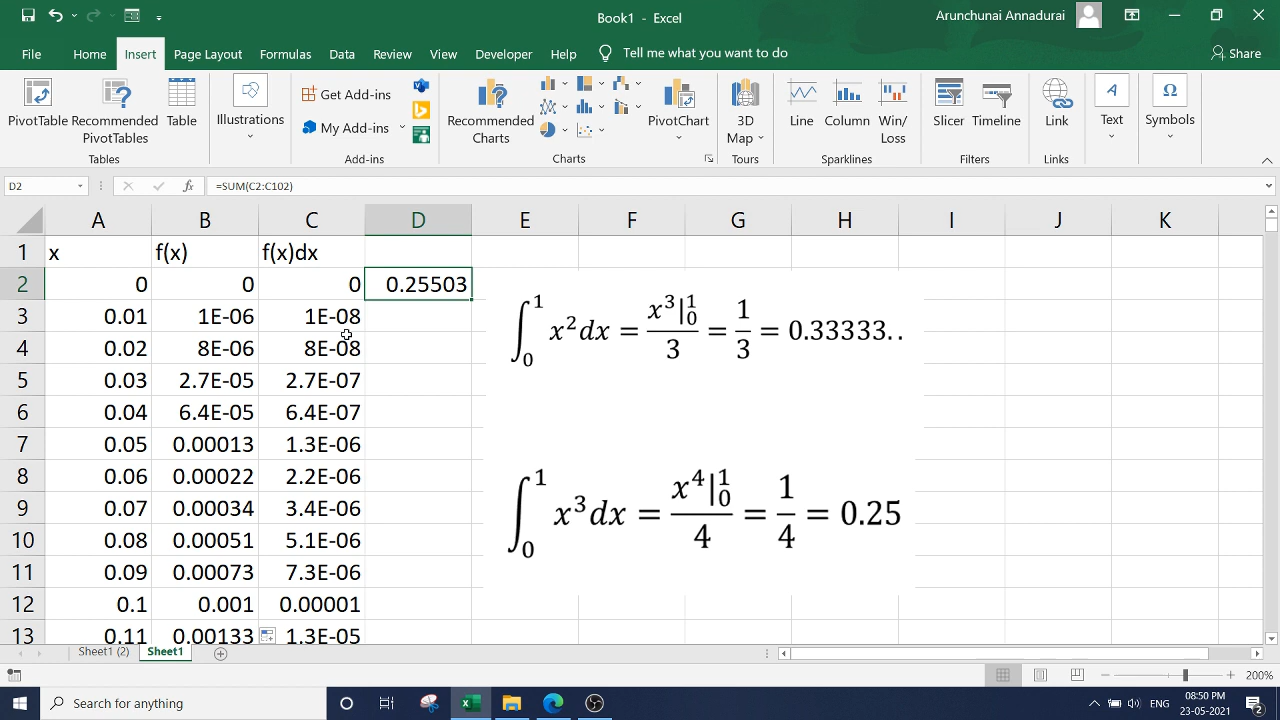 Book1 - Excel
Arunchunai Annadurai
File Home Insert Page Layout Formulas Data Review View Developer Help Tell me what you want to do Share
PivotTable Recommended PivotTables Table
Illustrations
Get Add-ins
My Add-ins
Recommended Charts
PivotChart
3D Map
Line Column Win/Loss
Slicer Timeline
Link
Text
Symbols
Tables Add-ins Charts Tours Sparklines Filters Links
D2 fx =SUM(C2:C102)
A B C D E F G H I J K
1 x f(x) f(x)dx
2 0 0 0 0.25503
3 0.01 1E-06 1E-08
4 0.02 8E-06 8E-08
5 0.03 2.7E-05 2.7E-07
6 0.04 6.4E-05 6.4E-07
7 0.05 0.00013 1.3E-06
8 0.06 0.00022 2.2E-06
9 0.07 0.00034 3.4E-06
10 0.08 0.00051 5.1E-06
11 0.09 0.00073 7.3E-06
12 0.1 0.001 0.00001
13 0.11 0.00133 1.3E-05
∫₀¹ x²dx = x³|₀¹/3 = 1/3 = 0.33333..
∫₀¹ x³dx = x⁴|₀¹/4 = 1/4 = 0.25
Sheet1 (2) Sheet1
200%
Type here to search for anything